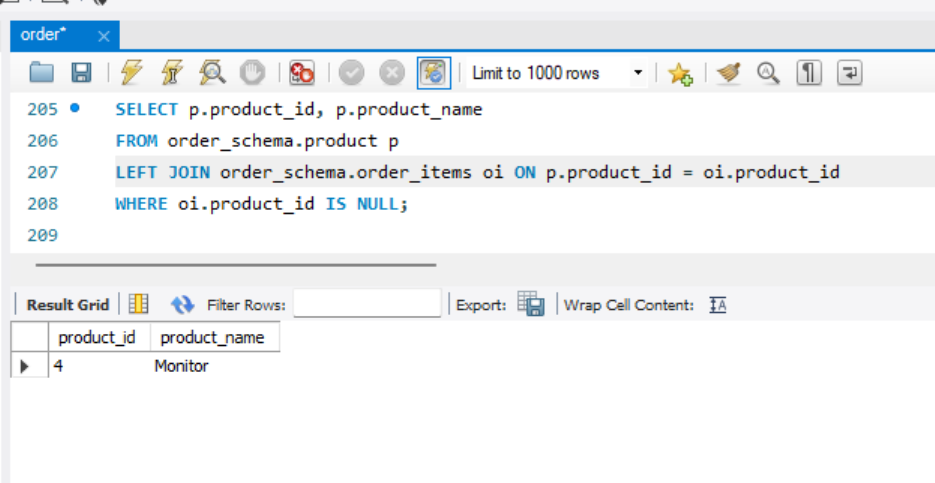 order*
Limit to 1000 rows
205 SELECT p.product_id, p.product_name
206 FROM order_schema.product p
207 LEFT JOIN order_schema.order_items oi ON p.product_id = oi.product_id
208 WHERE oi.product_id IS NULL;
209
Result Grid Filter Rows: Export: Wrap Cell Content:
product_id product_name
4 Monitor